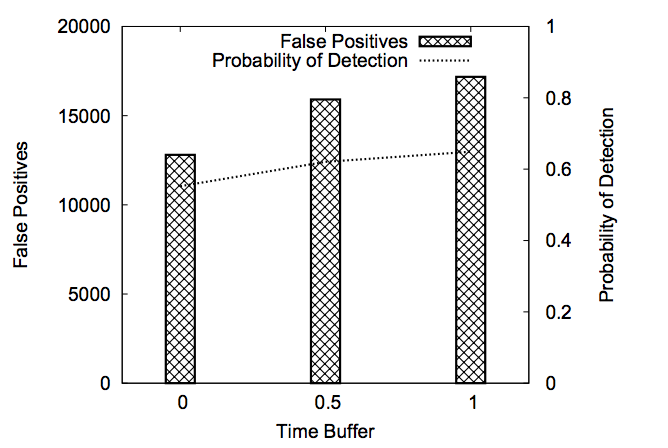 20000
15000
10000
5000
0
False Positives
False Positives
Probability of Detection
1
0.8
0.6
0.4
0.2
0
Probability of Detection
0 0.5 1
Time Buffer